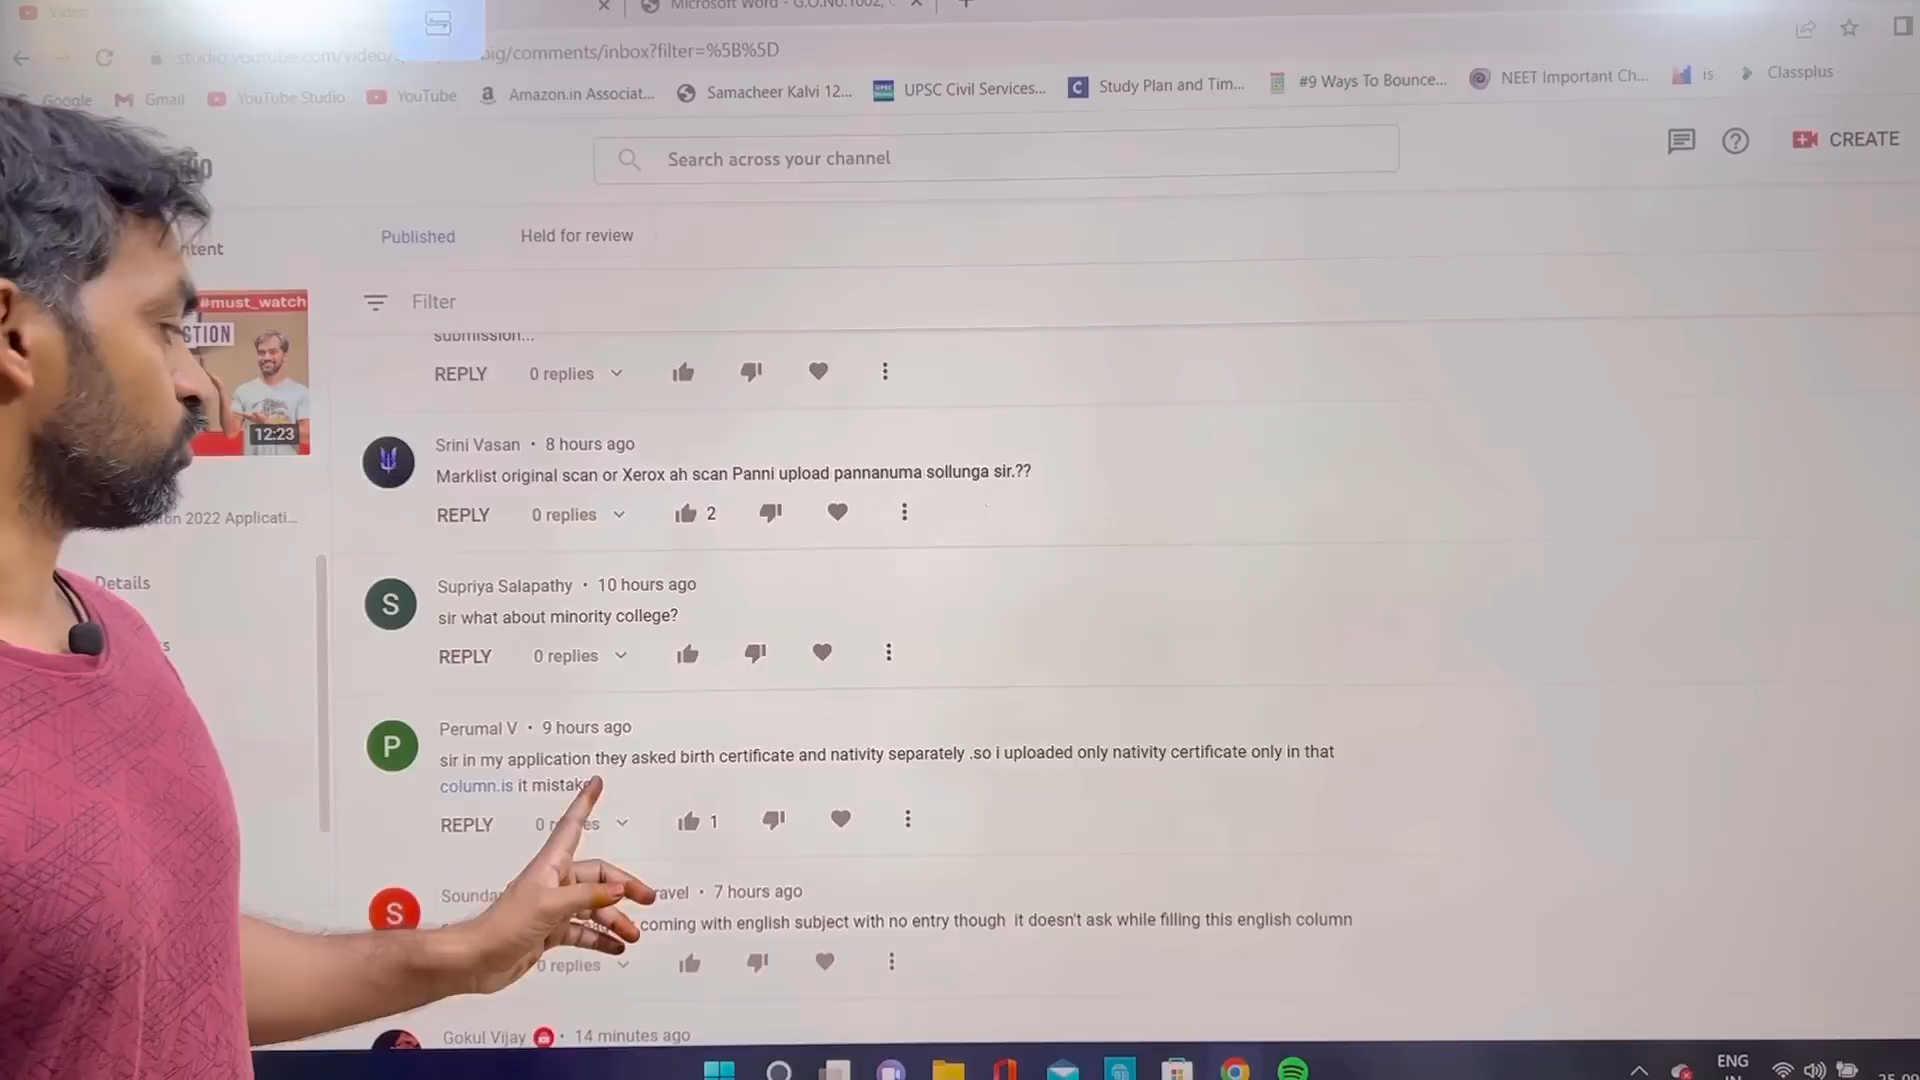 Microsoft Word - G.O.No.1002,
studio.youtube.com/video/ big/comments/inbox?filter=%5B%5D
Google Gmail YouTube Studio YouTube Amazon.in Associat... Samacheer Kalvi 12... UPSC Civil Services... Study Plan and Tim... #9 Ways To Bounce... NEET Important Ch... is Classplus
Search across your channel
CREATE
Published Held for review
Filter
#must_watch
STION
12:23
on 2022 Applicati...
Details
submission...
REPLY 0 replies
Srini Vasan • 8 hours ago
Marklist original scan or Xerox ah scan Panni upload pannanuma sollunga sir.??
REPLY 0 replies 2
S
Supriya Salapathy • 10 hours ago
sir what about minority college?
REPLY 0 replies
P
Perumal V • 9 hours ago
sir in my application they asked birth certificate and nativity separately .so i uploaded only nativity certificate only in that
column.is it mistake
REPLY 1
S
ravel • 7 hours ago
coming with english subject with no entry though it doesn't ask while filling this english column
0 replies
Gokul Vijay • 14 minutes ago
ENG
IN